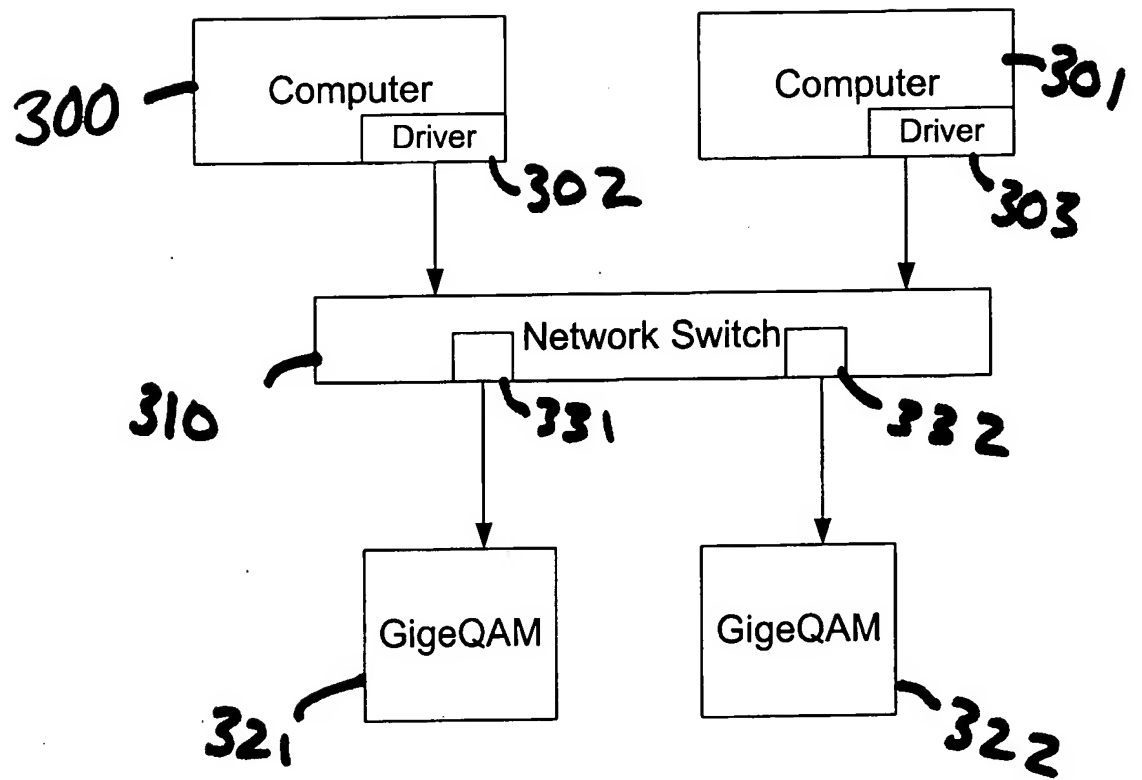 Computer
Driver
300
302
Computer
Driver
301
303
Network Switch
310
331
332
GigeQAM
321
GigeQAM
322